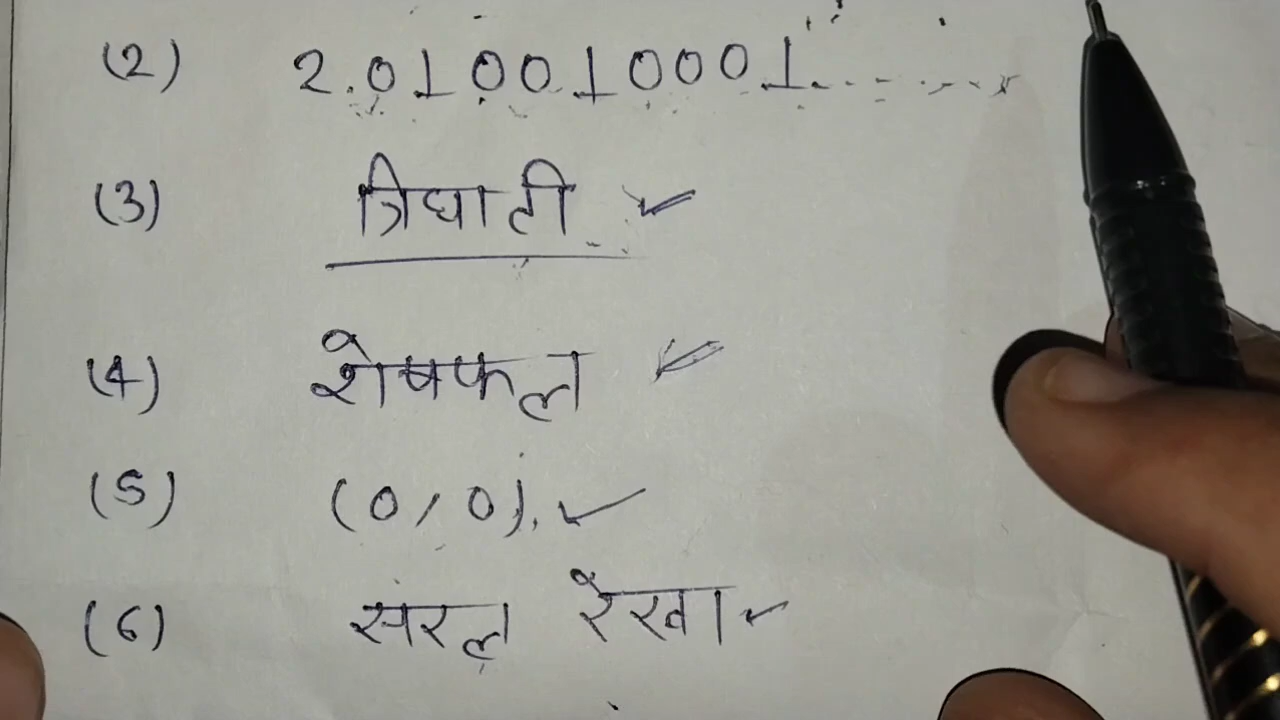 (2) 2.010010001.......
(3) त्रिघाती
(4) शेषफल
(5) (0,0).
(6) सरल रेखा